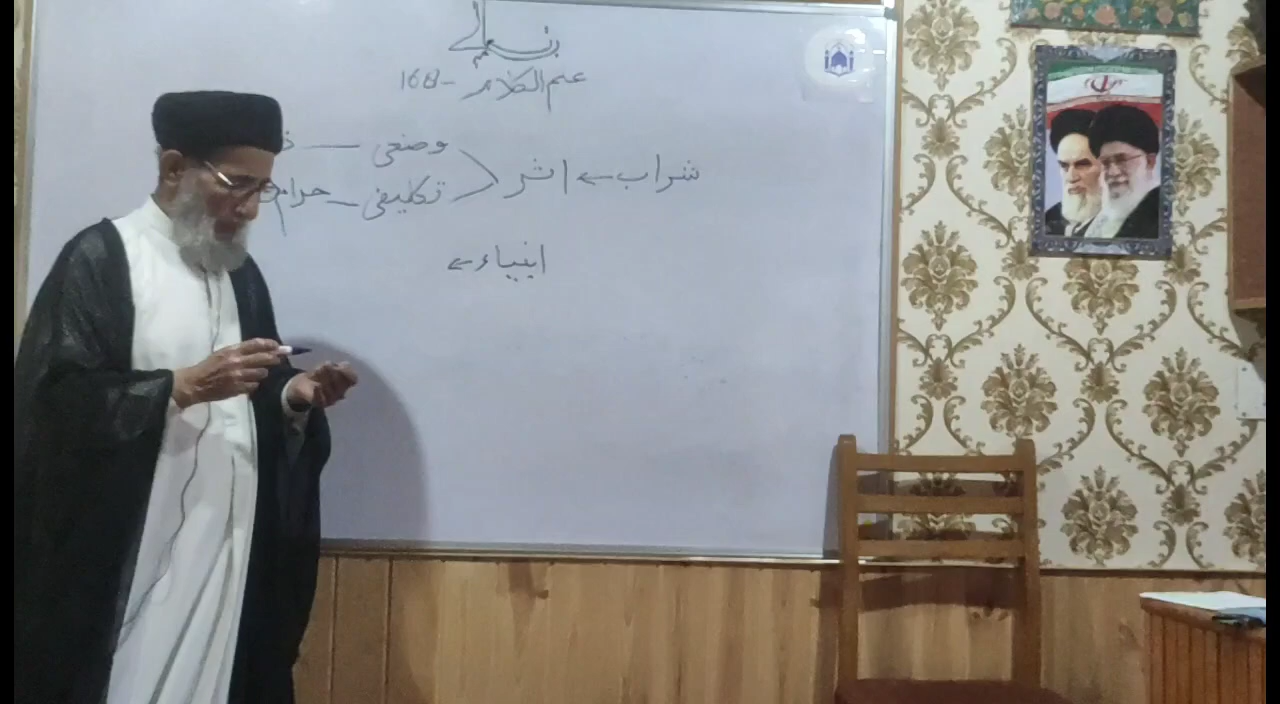 بسمہ تعالیٰ
علم الکلام - 168
شراب ← اثر < وضعی —
تکلیفی - حرام
انبیاء ←